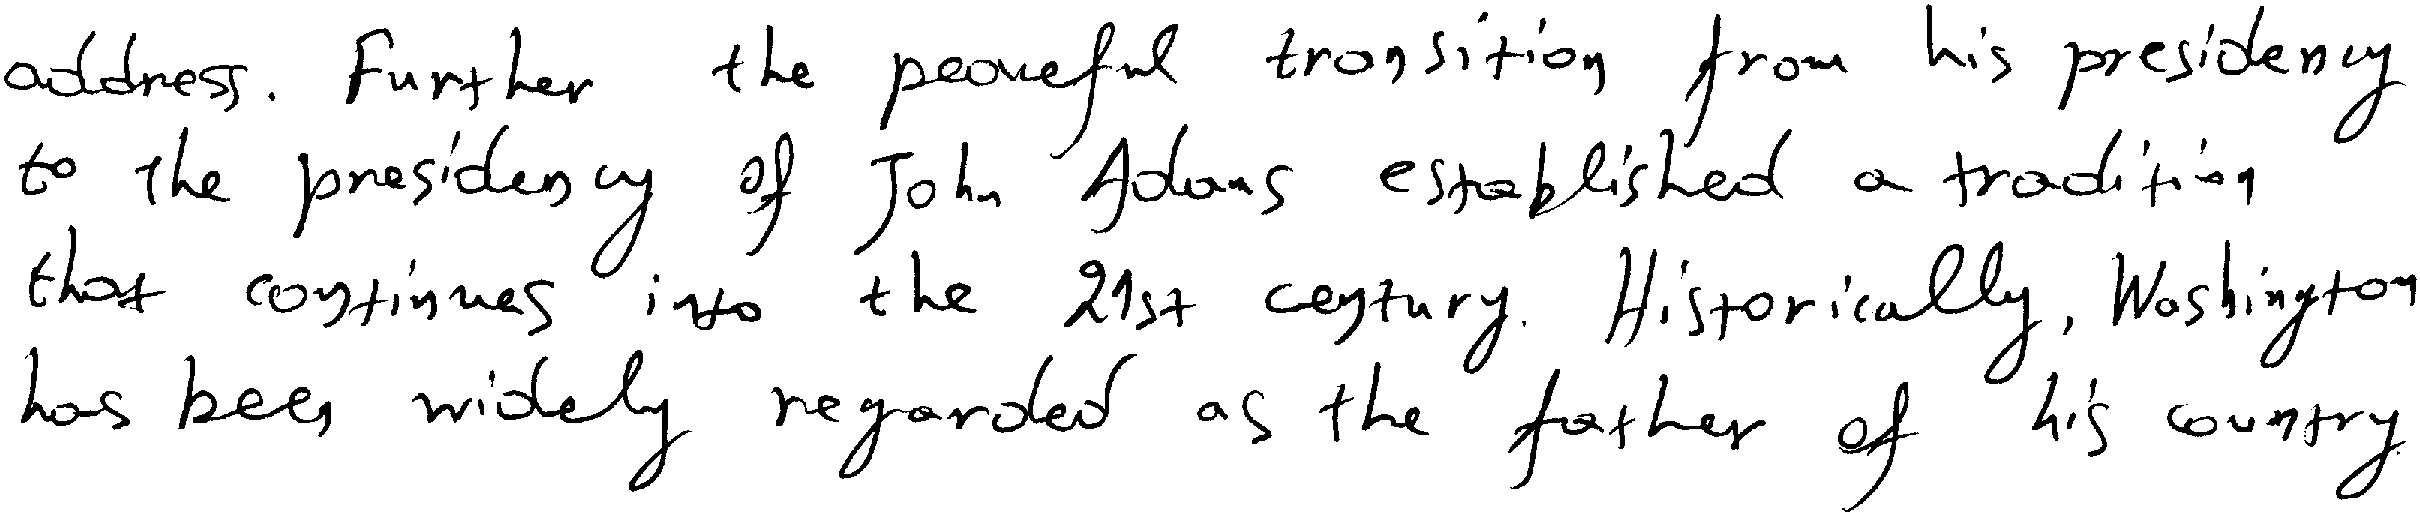 address. Further the peaceful transition from his presidency
to the presidency of John Adams established a tradition
that continues into the 21st century. Historically, Washington
has been widely regarded as the father of his country.